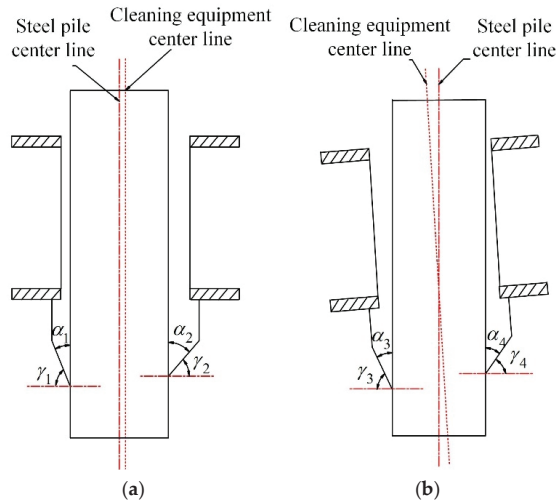 Steel pile
center line
Cleaning equipment
center line
α1
α2
γ1
γ2
(a)
Cleaning equipment
center line
Steel pile
center line
α3
α4
γ3
γ4
(b)